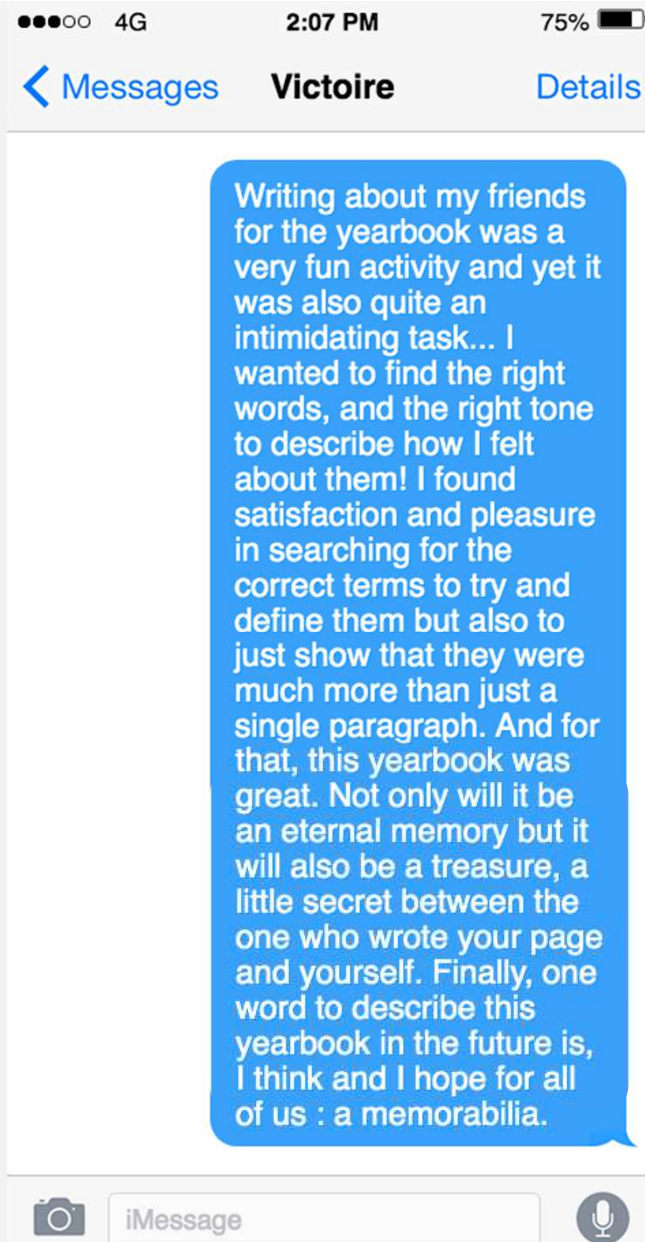 4G 2:07 PM 75%
Messages Victoire Details
Writing about my friends
for the yearbook was a
very fun activity and yet it
was also quite an
intimidating task... I
wanted to find the right
words, and the right tone
to describe how I felt
about them! I found
satisfaction and pleasure
in searching for the
correct terms to try and
define them but also to
just show that they were
much more than just a
single paragraph. And for
that, this yearbook was
great. Not only will it be
an eternal memory but it
will also be a treasure, a
little secret between the
one who wrote your page
and yourself. Finally, one
word to describe this
yearbook in the future is,
I think and I hope for all
of us : a memorabilia.
iMessage